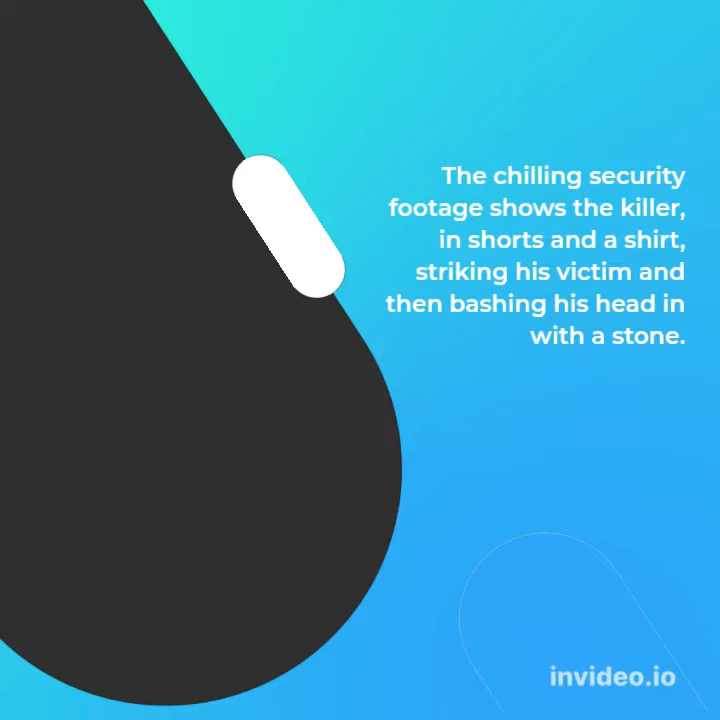 The chilling security
footage shows the killer,
in shorts and a shirt,
striking his victim and
then bashing his head in
with a stone.
invideo.io